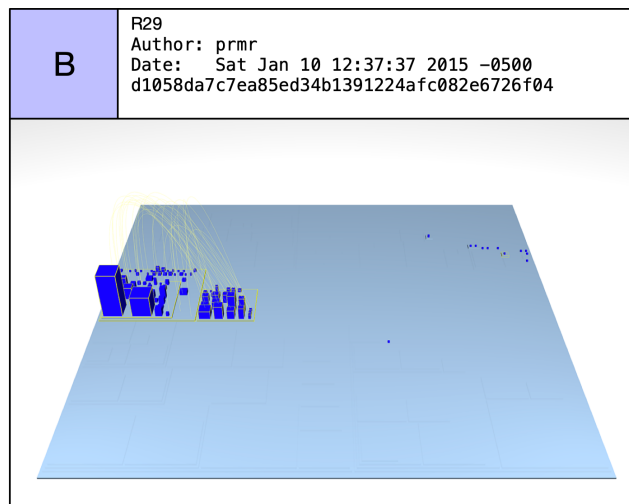 B
R29
Author: prmr
Date:   Sat Jan 10 12:37:37 2015 -0500
d1058da7c7ea85ed34b1391224afc082e6726f04